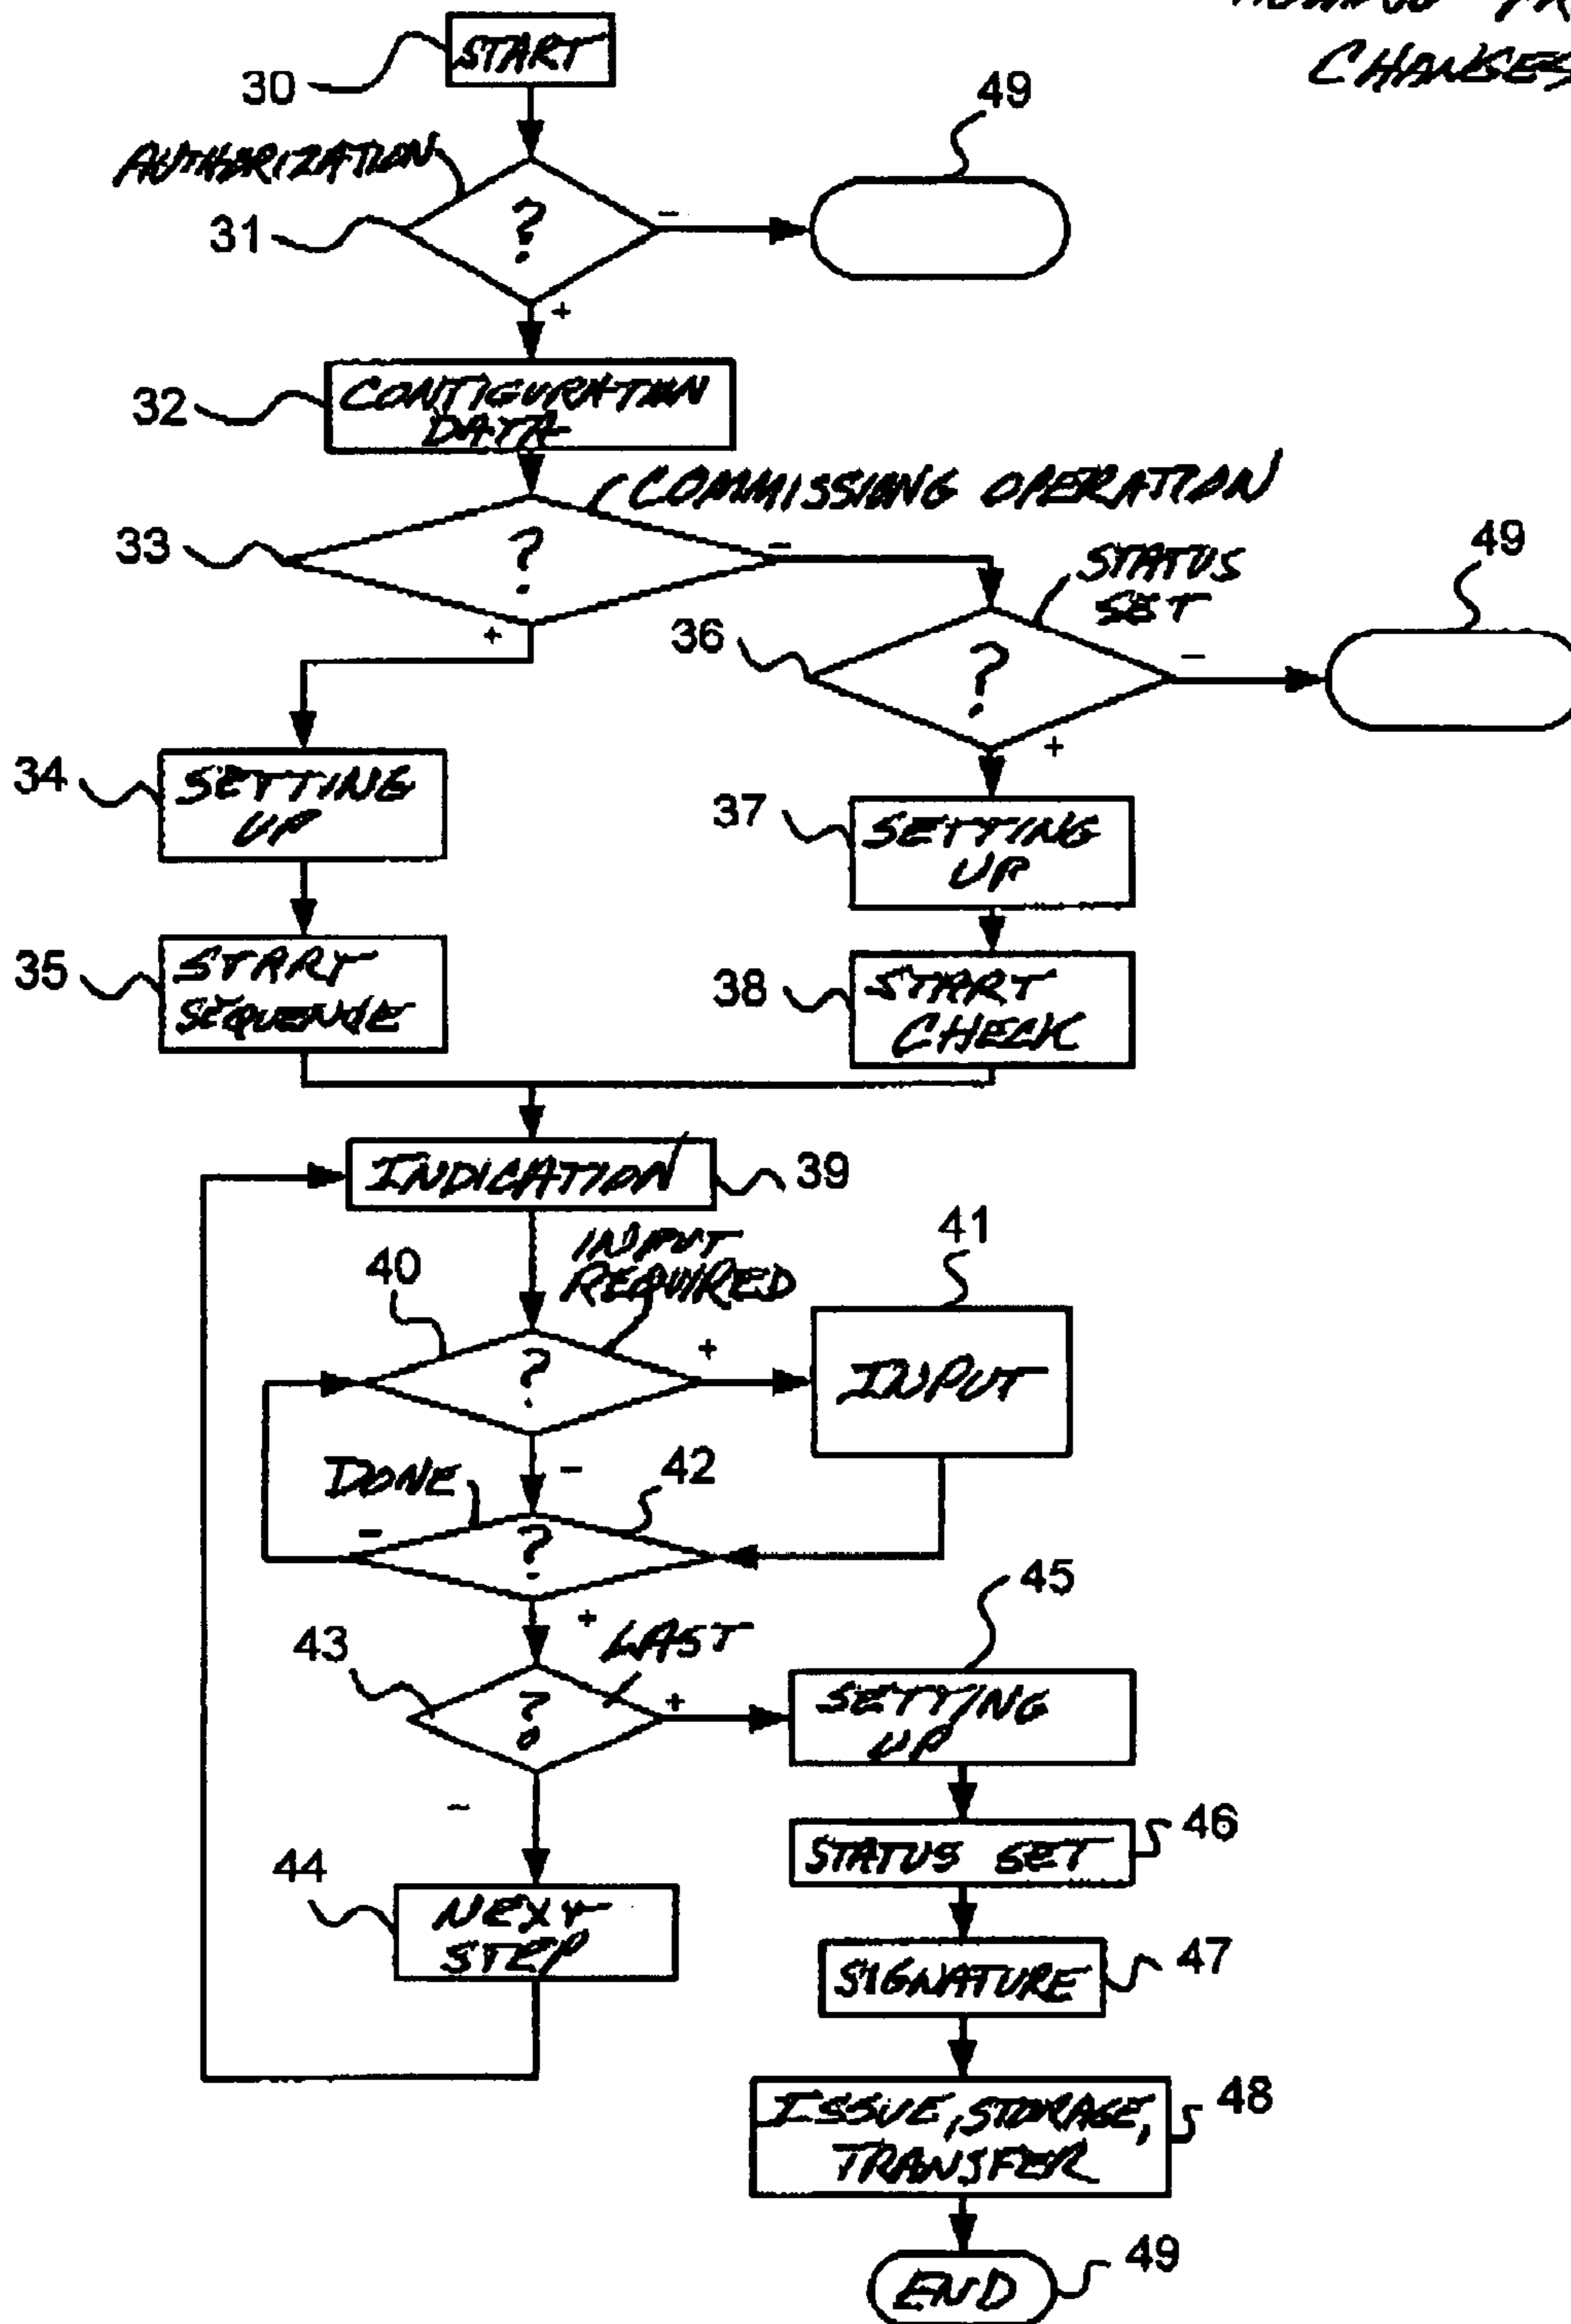 CHANGES
START
30
49
AUTHORIZATION
?
31
-
+
CONFIGURATION
DATA
32
COMMISSIONG OPERATION
?
33
-
+
STATUS
SET
49
36
?
-
+
34
SETTING
UP
37
SETTING
UP
35
START
SEQUENCE
38
START
CHECK
INDICATION
39
INPUT
REQUIRED
41
40
?
+
INPUT
-
DONE
42
?
-
+
45
LAST
43
?
+
SETTING
UP
-
STATUS SET
46
44
NEXT
STEP
SIGNATURE
47
ISSUE, STORAGE,
TRANSFER
48
END
49